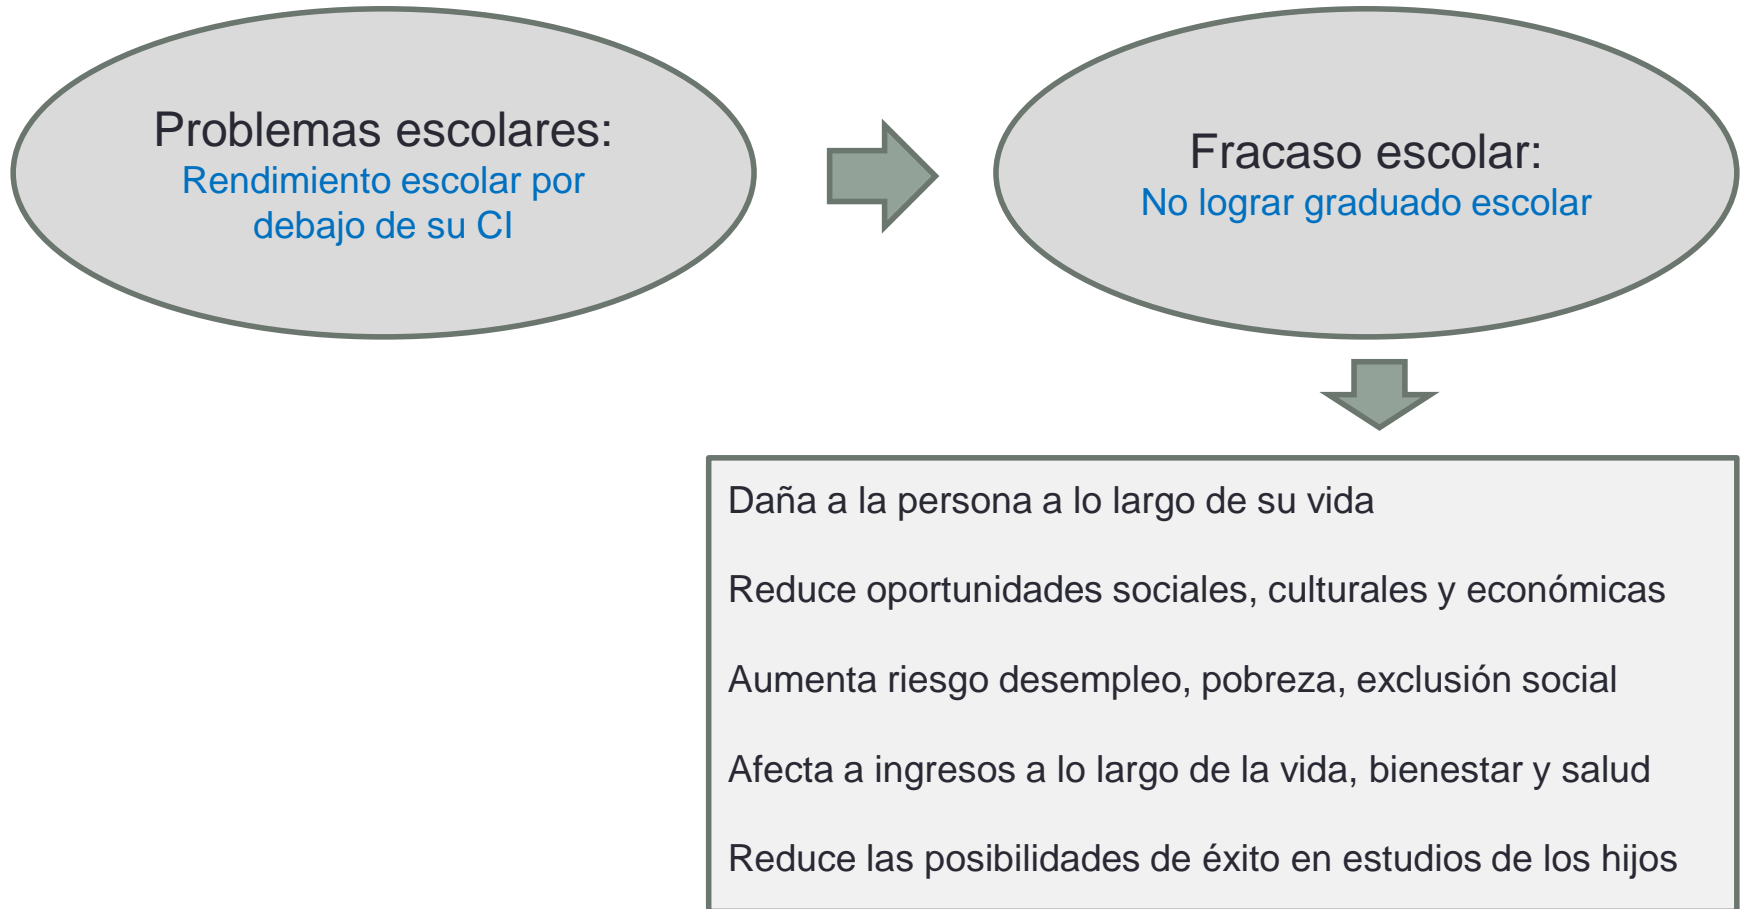 Problemas escolares:
Rendimiento escolar por
debajo de su CI
Fracaso escolar:
No lograr graduado escolar
Daña a la persona a lo largo de su vida
Reduce oportunidades sociales, culturales y económicas
Aumenta riesgo desempleo, pobreza, exclusión social
Afecta a ingresos a lo largo de la vida, bienestar y salud
Reduce las posibilidades de éxito en estudios de los hijos